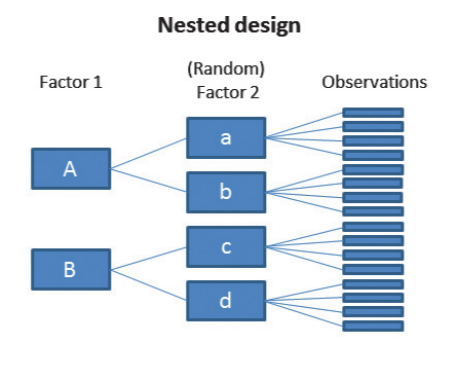 Nested design
Factor 1
(Random)
Factor 2
Observations
A
a
b
B
c
d